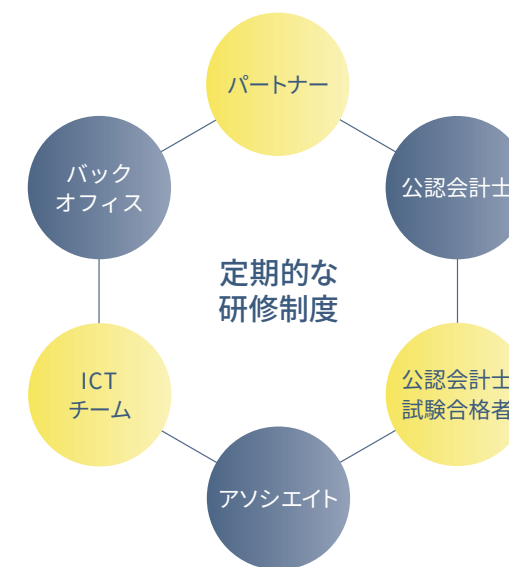 パートナー
公認会計士
公認会計士
試験合格者
アソシエイト
ICT
チーム
バック
オフィス
定期的な
研修制度